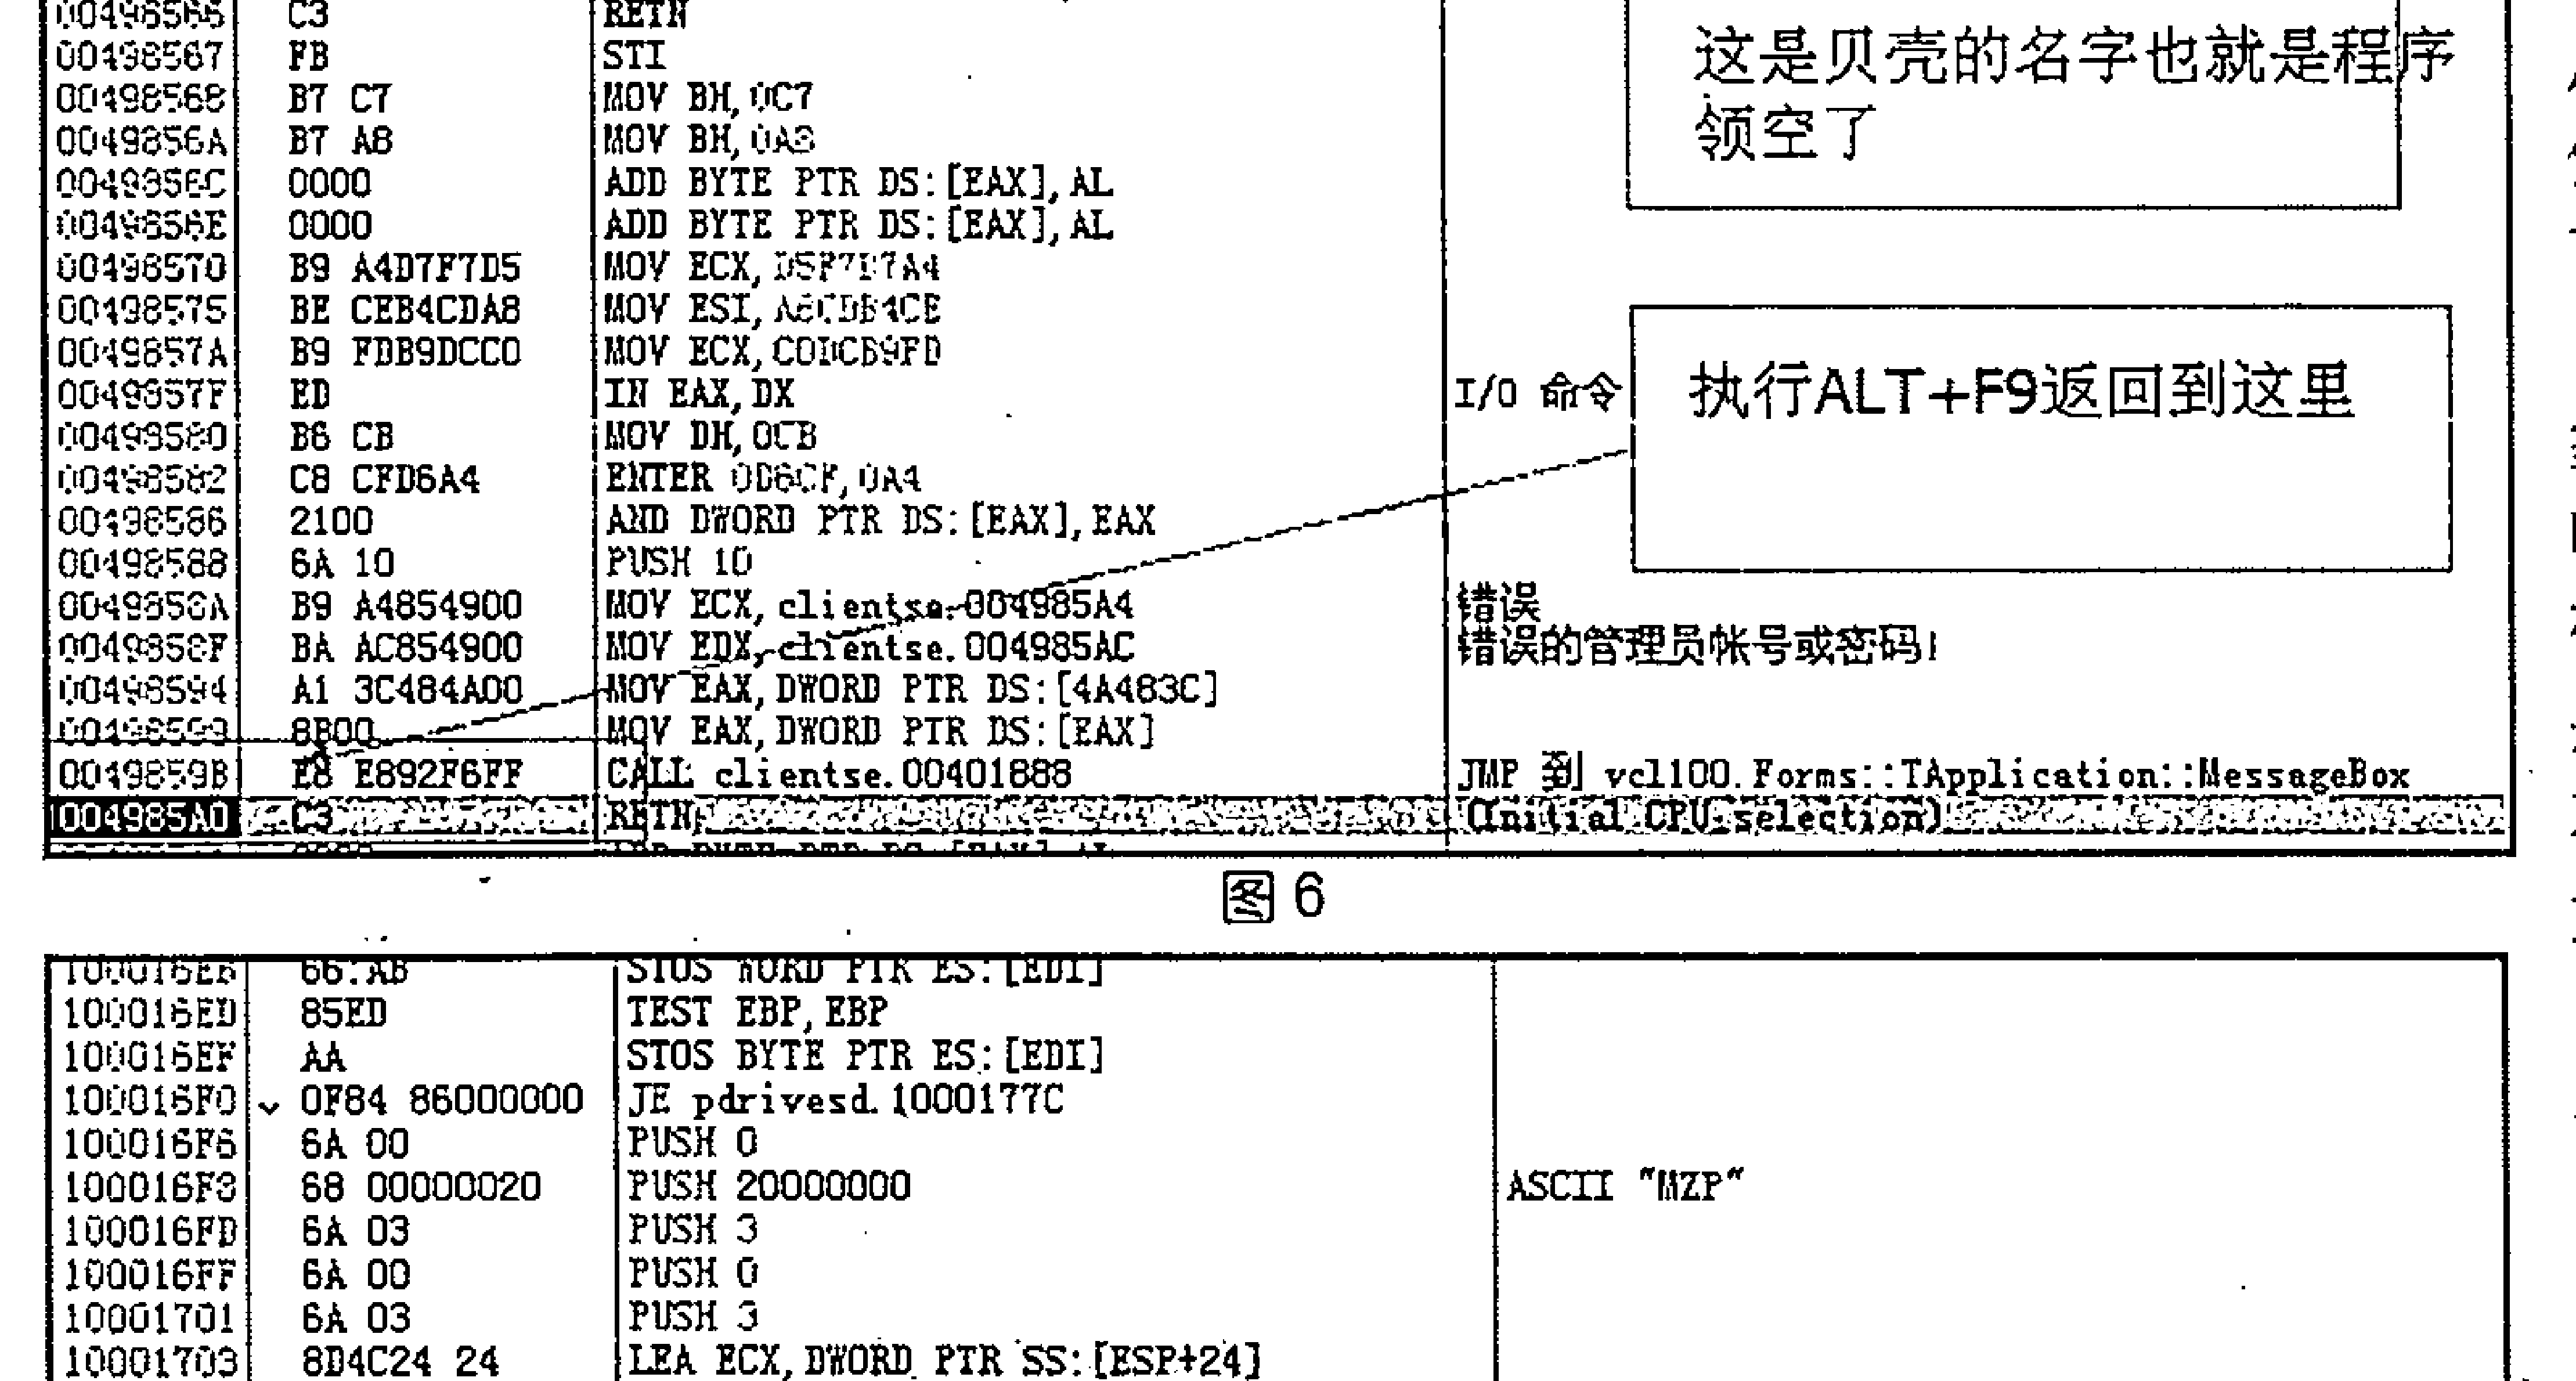 00498566 C3 RETN
00498567 FB STI
00498568 B7 C7 MOV BH,0C7
0049856A B7 A8 MOV BH,0A8
0049856C 0000 ADD BYTE PTR DS:[EAX],AL
0049856E 0000 ADD BYTE PTR DS:[EAX],AL
00498570 B9 A4D7F7D5 MOV ECX,D5F7D7A4
00498575 BE CEB4CDA8 MOV ESI,A8CDB4CE
0049857A B9 FDB9DCC0 MOV ECX,C0DCB9FD
0049857F ED IN EAX,DX I/O 命令
00498580 B6 CB MOV DH,0CB
00498582 C8 CFD6A4 ENTER 0D6CF,0A4
00498586 2100 AND DWORD PTR DS:[EAX],EAX
00498588 6A 10 PUSH 10
0049858A B9 A4854900 MOV ECX,clientse.004985A4 错误
0049858F BA AC854900 MOV EDX,clientse.004985AC 错误的管理员帐号或密码!
00498594 A1 3C484A00 MOV EAX,DWORD PTR DS:[4A483C]
00498599 8B00 MOV EAX,DWORD PTR DS:[EAX]
0049859B E8 E892F6FF CALL clientse.00401888 JMP 到 vcl100.Forms::TApplication::MessageBox
004985A0 C3 RETN (Initial CPU selection)
这是贝壳的名字也就是程序
领空了
执行ALT+F9返回到这里
图 6
100016EB 66:AB STOS WORD PTR ES:[EDI]
100016ED 85ED TEST EBP,EBP
100016EF AA STOS BYTE PTR ES:[EDI]
100016F0 0F84 86000000 JE pdrivesd.1000177C
100016F6 6A 00 PUSH 0
100016F8 68 00000020 PUSH 20000000 ASCII "MZP"
100016FD 6A 03 PUSH 3
100016FF 6A 00 PUSH 0
10001701 6A 03 PUSH 3
10001703 8D4C24 24 LEA ECX,DWORD PTR SS:[ESP+24]